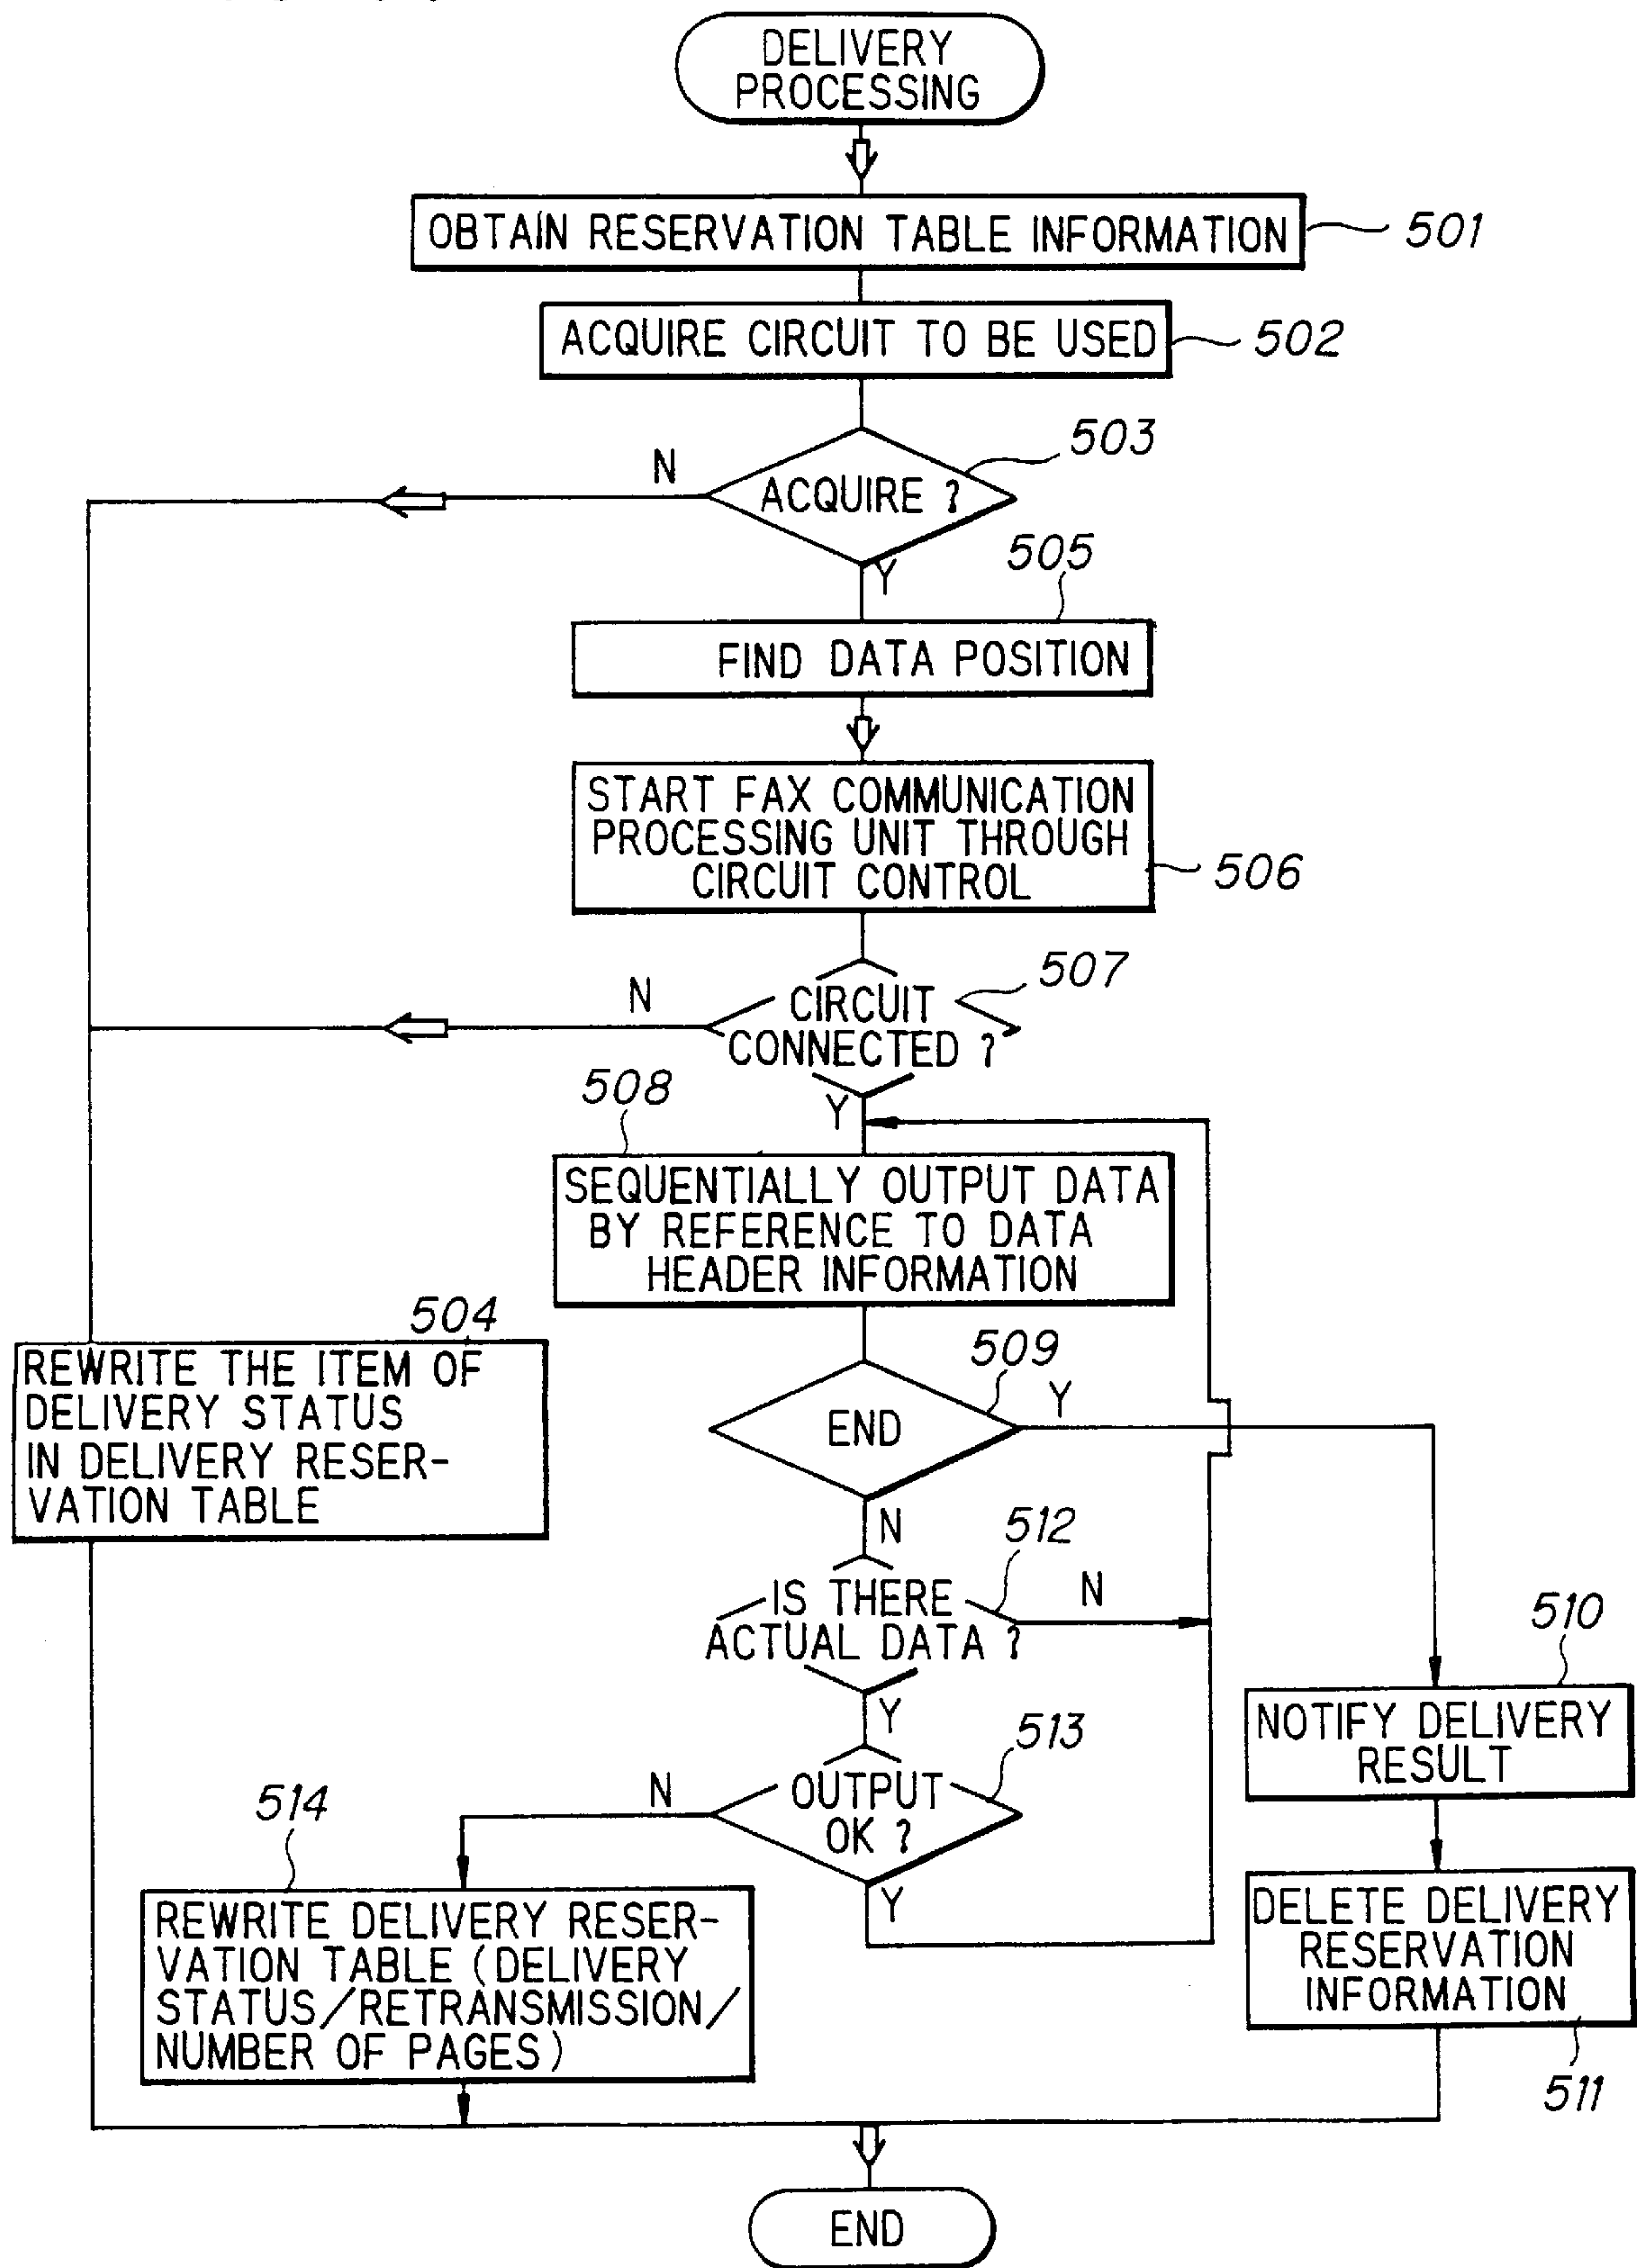 DELIVERY
PROCESSING
OBTAIN RESERVATION TABLE INFORMATION
501
ACQUIRE CIRCUIT TO BE USED
502
503
N
ACQUIRE ?
Y
505
FIND DATA POSITION
START FAX COMMUNICATION
PROCESSING UNIT THROUGH
CIRCUIT CONTROL
506
507
N
CIRCUIT
CONNECTED ?
Y
508
SEQUENTIALLY OUTPUT DATA
BY REFERENCE TO DATA
HEADER INFORMATION
504
REWRITE THE ITEM OF
DELIVERY STATUS
IN DELIVERY RESER-
VATION TABLE
509
END
Y
N
512
IS THERE
ACTUAL DATA ?
N
Y
510
NOTIFY DELIVERY
RESULT
513
OUTPUT
OK ?
N
Y
514
REWRITE DELIVERY RESER-
VATION TABLE (DELIVERY
STATUS/RETRANSMISSION/
NUMBER OF PAGES)
DELETE DELIVERY
RESERVATION
INFORMATION
511
END